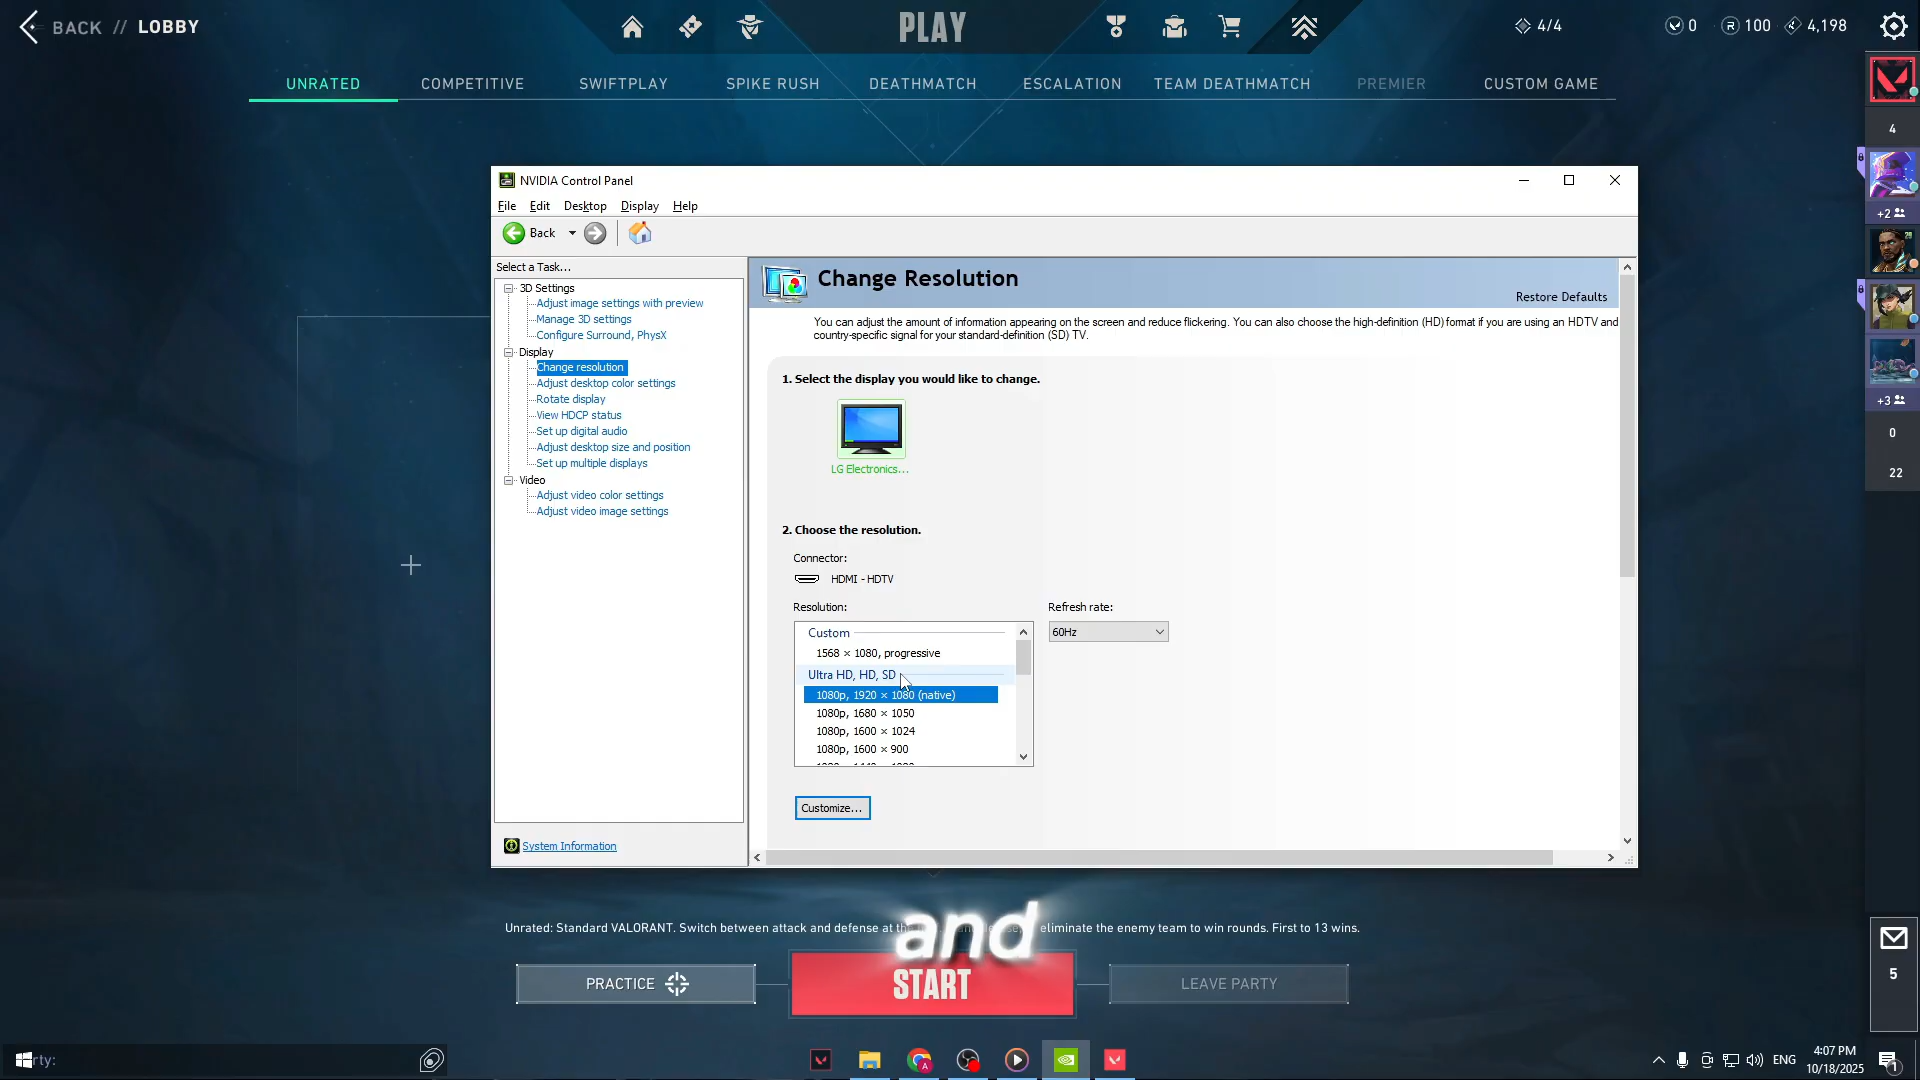 BACK // LOBBY
PLAY
4/4
0
100
4,198
UNRATED
COMPETITIVE
SWIFTPLAY
SPIKE RUSH
DEATHMATCH
ESCALATION
TEAM DEATHMATCH
PREMIER
CUSTOM GAME
4
+2
+3
0
22
5
NVIDIA Control Panel
File Edit Desktop Display Help
Back
Select a Task...
3D Settings
Adjust image settings with preview
Manage 3D settings
Configure Surround, PhysX
Display
Change resolution
Adjust desktop color settings
Rotate display
View HDCP status
Set up digital audio
Adjust desktop size and position
Set up multiple displays
Video
Adjust video color settings
Adjust video image settings
System Information
Change Resolution
Restore Defaults
You can adjust the amount of information appearing on the screen and reduce flickering. You can also choose the high-definition (HD) format if you are using an HDTV and
country-specific signal for your standard-definition (SD) TV.
1. Select the display you would like to change.
LG Electronics...
2. Choose the resolution.
Connector:
HDMI - HDTV
Resolution:
Refresh rate:
Custom
60Hz
1568 × 1080, progressive
Ultra HD, HD, SD
1080p, 1920 × 1080 (native)
1080p, 1680 × 1050
1080p, 1600 × 1024
1080p, 1600 × 900
Customize...
Unrated: Standard VALORANT. Switch between attack and defense at the eliminate the enemy team to win rounds. First to 13 wins.
and
PRACTICE
START
LEAVE PARTY
rty:
ENG
4:07 PM
10/18/2025
1